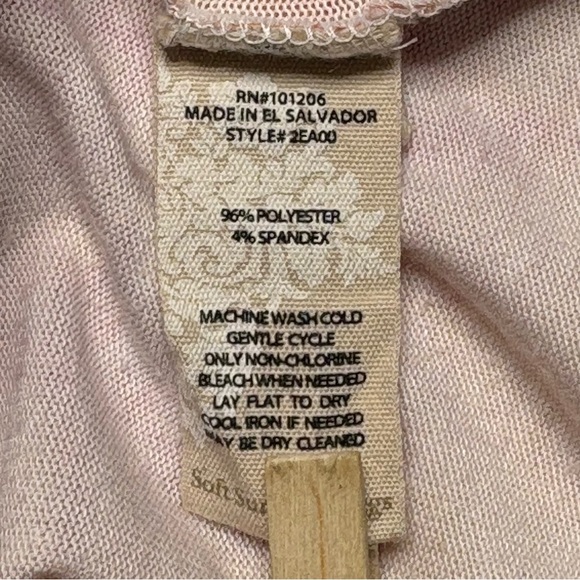 RN#101206
MADE IN EL SALVADOR
STYLE# 2EA00
96% POLYESTER
4% SPANDEX
MACHINE WASH COLD
GENTLE CYCLE
ONLY NON-CHLORINE
BLEACH WHEN NEEDED
LAY FLAT TO DRY
COOL IRON IF NEEDED
MAY BE DRY CLEANED
Soft